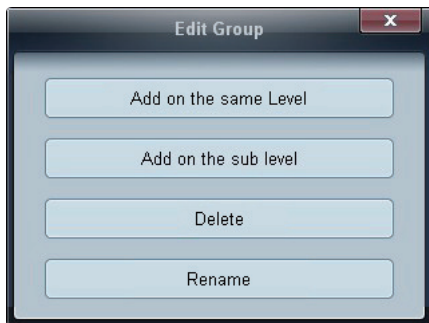 Edit Group
x
Add on the same Level
Add on the sub level
Delete
Rename